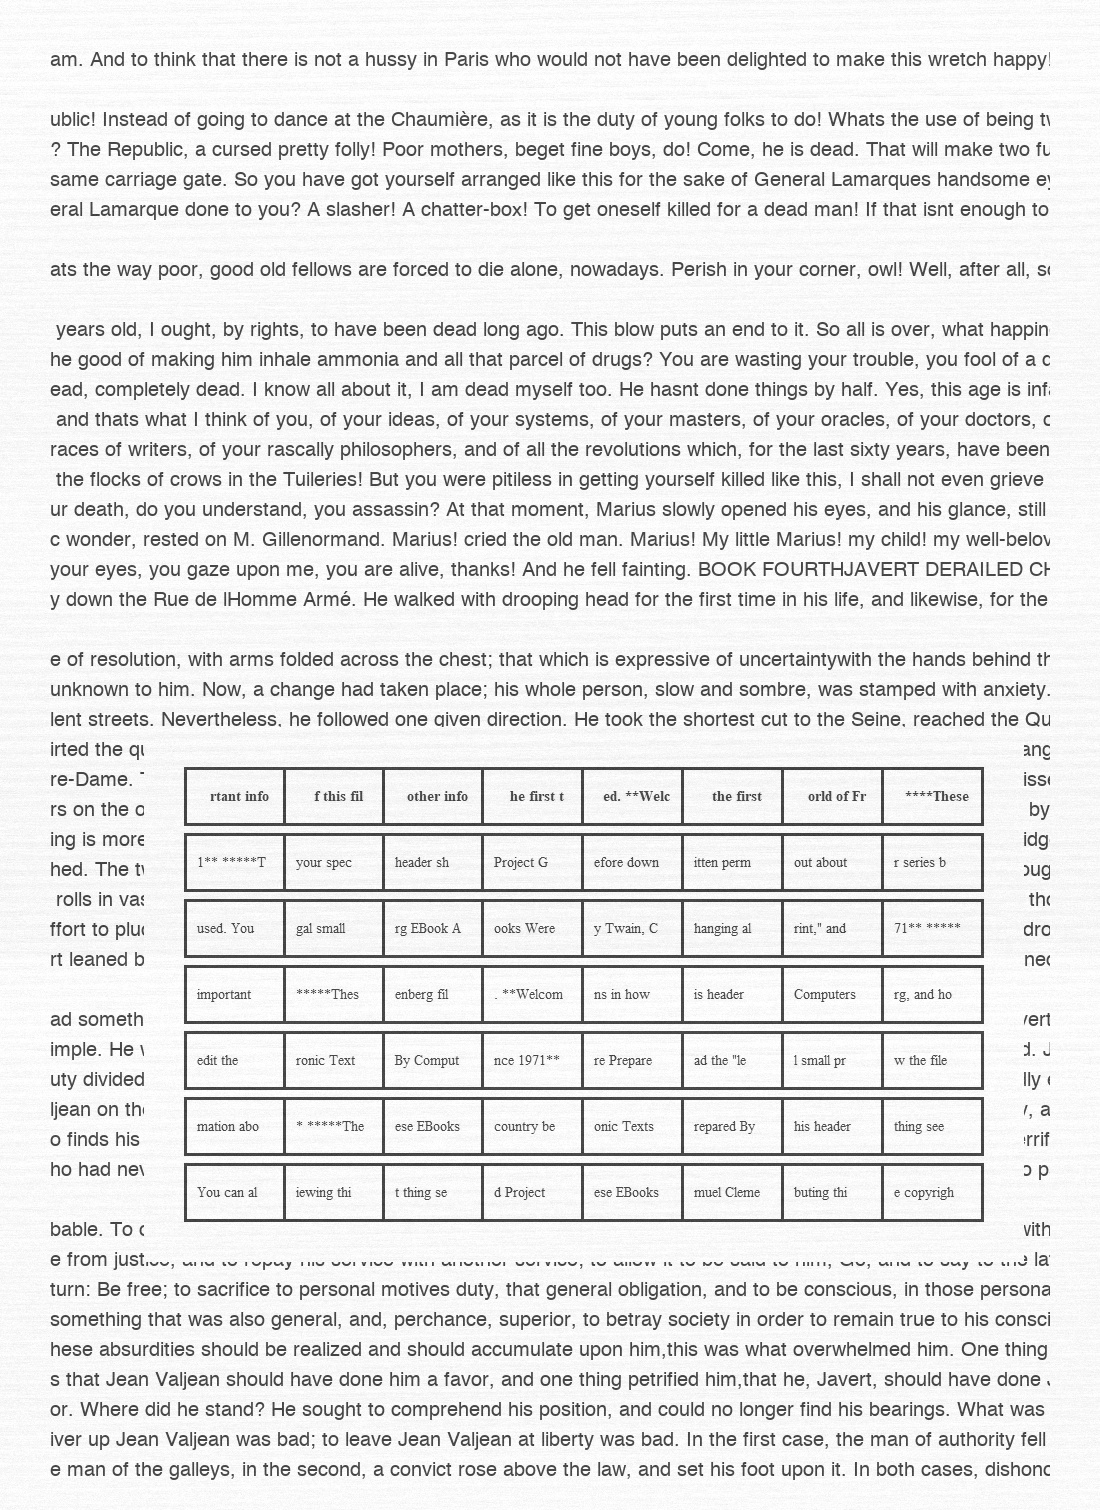 am. And to think that there is not a hussy in Paris who would not have been delighted to make this wretch happy!
ublic! Instead of going to dance at the Chaumière, as it is the duty of young folks to do! Whats the use of being
? The Republic, a cursed pretty folly! Poor mothers, beget fine boys, do! Come, he is dead. That will make two
same carriage gate. So you have got yourself arranged like this for the sake of General Lamarques handsome
eral Lamarque done to you? A slasher! A chatter-box! To get oneself killed for a dead man! If that isnt enough to
ats the way poor, good old fellows are forced to die alone, nowadays. Perish in your corner, owl! Well, after all,
years old, I ought, by rights, to have been dead long ago. This blow puts an end to it. So all is over, what happin
he good of making him inhale ammonia and all that parcel of drugs? You are wasting your trouble, you fool of a
ead, completely dead. I know all about it, I am dead myself too. He hasnt done things by half. Yes, this age is
and thats what I think of you, of your ideas, of your systems, of your masters, of your oracles, of your doctors,
races of writers, of your rascally philosophers, and of all the revolutions which, for the last sixty years, have been
the flocks of crows in the Tuileries! But you were pitiless in getting yourself killed like this, I shall not even grieve
ur death, do you understand, you assassin? At that moment, Marius slowly opened his eyes, and his glance, still
c wonder, rested on M. Gillenormand. Marius! cried the old man. Marius! My little Marius! my child! my well-belov
your eyes, you gaze upon me, you are alive, thanks! And he fell fainting. BOOK FOURTHJAVERT DERAILED
y down the Rue de lHomme Armé. He walked with drooping head for the first time in his life, and likewise, for the
e of resolution, with arms folded across the chest; that which is expressive of uncertaintywith the hands behind
unknown to him. Now, a change had taken place; his whole person, slow and sombre, was stamped with anxiety.
lent streets. Nevertheless, he followed one given direction. He took the shortest cut to the Seine, reached the Qu
irted the ang
re-Dame. isse
rs on the o by
ing is more idg
hed. The oug
rolls in vas tho
ffort to dro
rt leaned b ned
rtant info f this fil other info he first t ed. **Welc the first orld of Fr ****These
1** *****T your spec header sh Project G efore down itten perm out about r series b
used. You gal small rg EBook A ooks Were y Twain, C hanging al rint," and 71** *****
important *****Thes enberg fil . **Welcom ns in how is header Computers rg, and ho
edit the ronic Text By Comput nce 1971** re Prepare ad the "le l small pr w the file
mation abo * *****The ese EBooks country be onic Texts repared By his header thing see
You can al iewing thi t thing se d Project ese EBooks muel Cleme buting thi e copyrigh
ad someth vert
imple. He d. J
uty divided lly
ljean on the , a
o finds his rrif
ho had nev o p
bable. To with
e from justice, and to repay his service with another service; to allow it to be said to him, Go, and to say to the la
turn: Be free; to sacrifice to personal motives duty, that general obligation, and to be conscious, in those persona
something that was also general, and, perchance, superior, to betray society in order to remain true to his consci
hese absurdities should be realized and should accumulate upon him,this was what overwhelmed him. One thing
s that Jean Valjean should have done him a favor, and one thing petrified him,that he, Javert, should have done
or. Where did he stand? He sought to comprehend his position, and could no longer find his bearings. What was
iver up Jean Valjean was bad; to leave Jean Valjean at liberty was bad. In the first case, the man of authority fell
e man of the galleys, in the second, a convict rose above the law, and set his foot upon it. In both cases, dishono